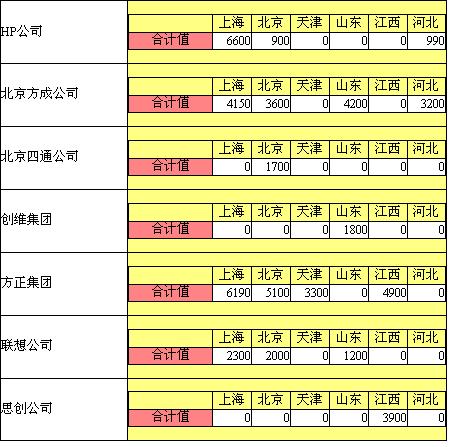 HP公司
上海 北京 天津 山东 江西 河北
合计值 6600 900 0 0 0 990
北京方成公司
上海 北京 天津 山东 江西 河北
合计值 4150 3600 0 4200 0 3200
北京四通公司
上海 北京 天津 山东 江西 河北
合计值 0 1700 0 0 0 0
创维集团
上海 北京 天津 山东 江西 河北
合计值 0 0 0 1800 0 0
方正集团
上海 北京 天津 山东 江西 河北
合计值 6190 5100 3300 0 4900 0
联想公司
上海 北京 天津 山东 江西 河北
合计值 2300 2000 0 1200 0 0
思创公司
上海 北京 天津 山东 江西 河北
合计值 0 0 0 0 3900 0